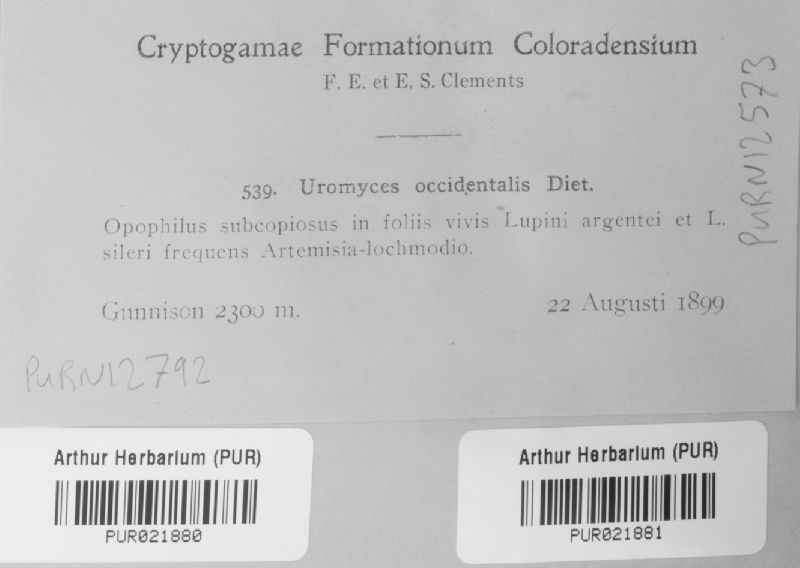 Cryptogamae Formationum Coloradensium
F. E. et E. S. Clements
539. Uromyces occidentalis Diet.
Opophilus subcopiosus in foliis vivis Lupini argentei et L.
sileri frequens Artemisia-lochmodio.
Gunnison 2300 m. 22 Augusti 1899
PURN12573
PURN12792
Arthur Herbarium (PUR)
PUR021880
Arthur Herbarium (PUR)
PUR021881